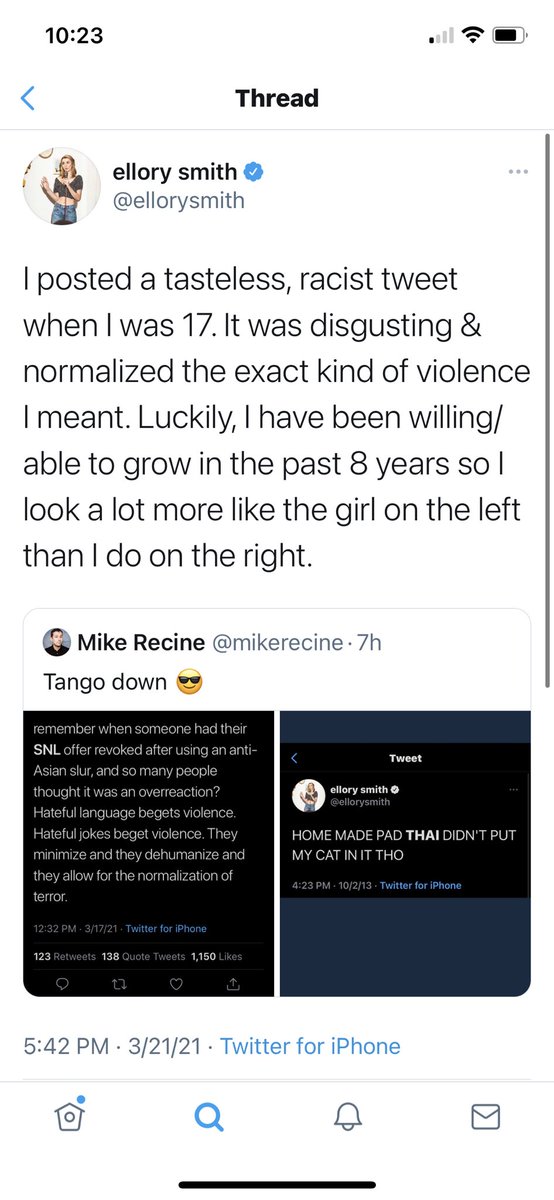 10:23
Thread
ellory smith
@ellorysmith
I posted a tasteless, racist tweet
when I was 17. It was disgusting &
normalized the exact kind of violence
I meant. Luckily, I have been willing/
able to grow in the past 8 years so I
look a lot more like the girl on the left
than I do on the right.
Mike Recine @mikerecine · 7h
Tango down 😎
remember when someone had their
SNL offer revoked after using an anti-
Asian slur, and so many people
thought it was an overreaction?
Hateful language begets violence.
Hateful jokes beget violence. They
minimize and they dehumanize and
they allow for the normalization of
terror.
12:32 PM · 3/17/21 · Twitter for iPhone
123 Retweets 138 Quote Tweets 1,150 Likes
Tweet
ellory smith
@ellorysmith
HOME MADE PAD THAI DIDN'T PUT
MY CAT IN IT THO
4:23 PM · 10/2/13 · Twitter for iPhone
5:42 PM · 3/21/21 · Twitter for iPhone